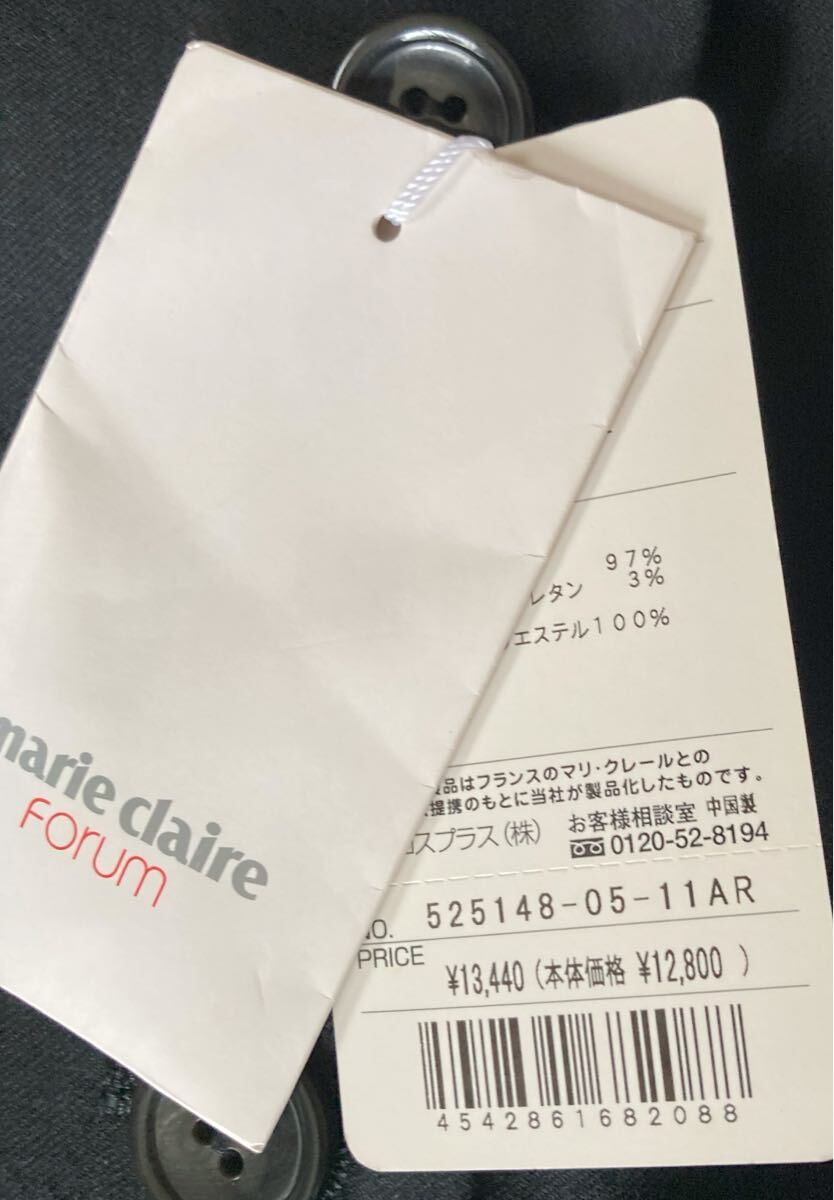 marie claire
FORUM
97%
レタン 3%
エステル100%
品はフランスのマリ・クレールとの
提携のもとに当社が製品化したものです。
スプラス(株) お客様相談室 中国製
0120-52-8194
NO. 525148-05-11AR
PRICE ¥13,440 (本体価格 ¥12,800 )
4542861682088